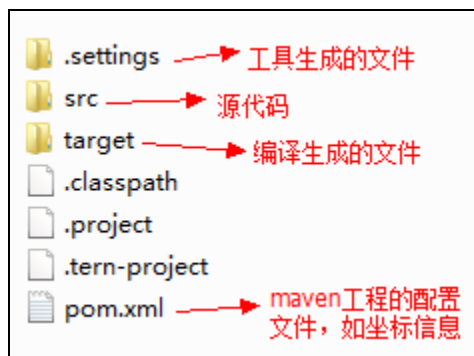 .settings 工具生成的文件
src 源代码
target 编译生成的文件
.classpath
.project
.tern-project
pom.xml maven工程的配置
文件，如坐标信息